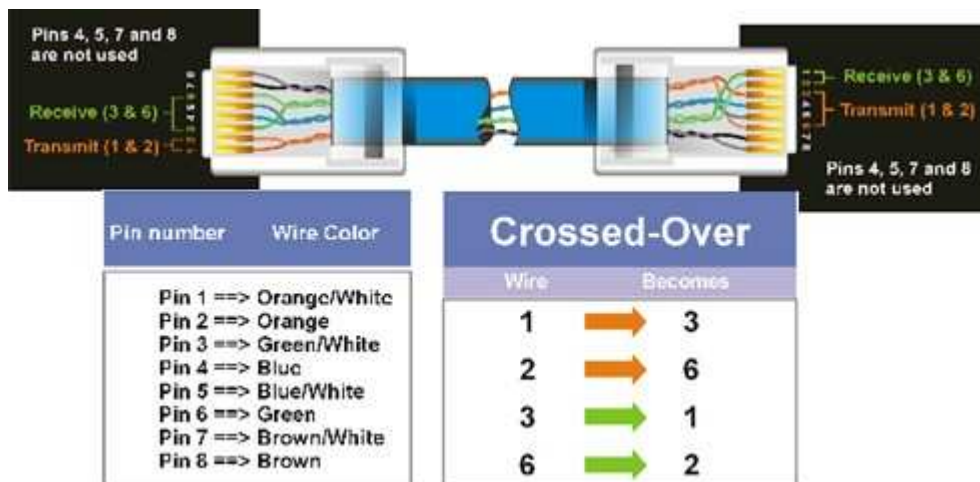 Pins 4, 5, 7 and 8
are not used
Receive (3 & 6)
Transmit (1 & 2)
Receive (3 & 6)
Transmit (1 & 2)
Pins 4, 5, 7 and 8
are not used
Pin number Wire Color
Pin 1 ==> Orange/White
Pin 2 ==> Orange
Pin 3 ==> Green/White
Pin 4 ==> Blue
Pin 5 ==> Blue/White
Pin 6 ==> Green
Pin 7 ==> Brown/White
Pin 8 ==> Brown
Crossed-Over
Wire Becomes
1 3
2 6
3 1
6 2